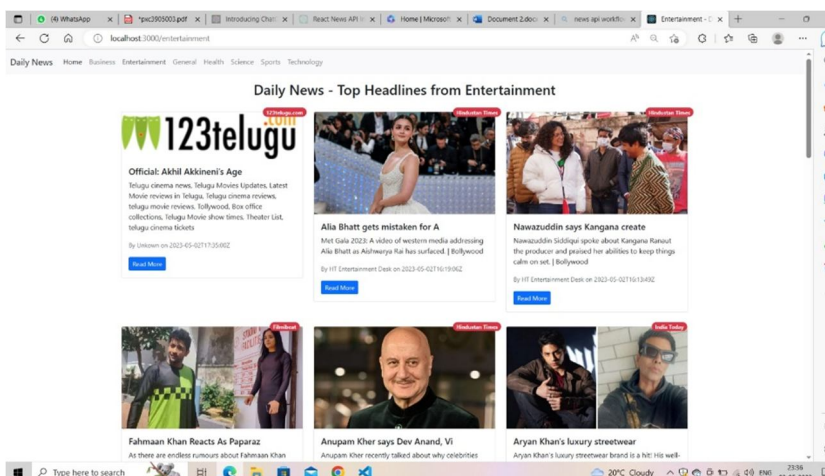 (4) WhatsApp
*pxc3903003.pdf
Introducing Chat
React News API i
Home | Microsoft
Document 2.docx
news api workflow
Entertainment - D
localhost:3000/entertainment
Daily News Home Business Entertainment General Health Science Sports Technology
Daily News - Top Headlines from Entertainment
123telugu.com
.com
123telugu
Official: Akhil Akkineni's Age
Telugu cinema news, Telugu Movies Updates, Latest
Movie reviews in Telugu, Telugu cinema reviews,
telugu movie reviews, Tollywood, Box office
collections, Telugu Movie show times, Theater List,
telugu cinema tickets
By Unkown on 2023-05-02T17:35:00Z
Read More
Hindustan Times
Alia Bhatt gets mistaken for A
Met Gala 2023: A video of western media addressing
Alia Bhatt as Aishwarya Rai has surfaced. | Bollywood
By HT Entertainment Desk on 2023-05-02T16:19:06Z
Read More
Hindustan Times
Nawazuddin says Kangana create
Nawazuddin Siddiqui spoke about Kangana Ranaut
the producer and praised her abilities to keep things
calm on set. | Bollywood
By HT Entertainment Desk on 2023-05-02T16:13:49Z
Read More
Filmibeat
Fahmaan Khan Reacts As Paparaz
As there are endless rumours about Fahmaan Khan
Hindustan Times
Anupam Kher says Dev Anand, Vi
Anupam Kher recently talked about why celebrities
India Today
Aryan Khan's luxury streetwear
Aryan Khan's luxury streetwear brand is a hit! His well-
Type here to search
20°C Cloudy
ENG
23:56